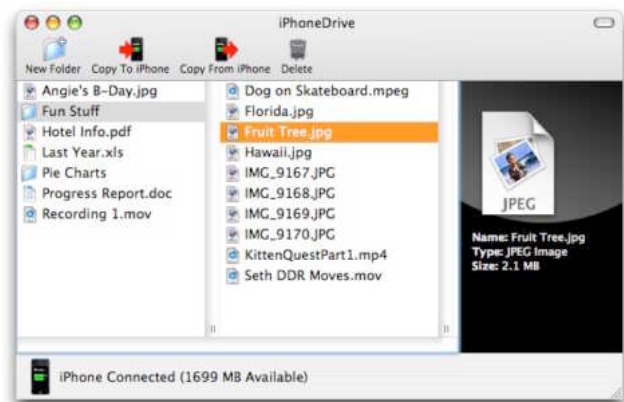 iPhoneDrive
New Folder Copy To iPhone Copy From iPhone Delete
Angie's B-Day.jpg
Fun Stuff
Hotel Info.pdf
Last Year.xls
Pie Charts
Progress Report.doc
Recording 1.mov
Dog on Skateboard.mpeg
Florida.jpg
Fruit Tree.jpg
Hawaii.jpg
IMG_9167.JPG
IMG_9168.JPG
IMG_9169.JPG
IMG_9170.JPG
KittenQuestPart1.mp4
Seth DDR Moves.mov
JPEG
Name: Fruit Tree.jpg
Type: JPEG Image
Size: 2.1 MB
iPhone Connected (1699 MB Available)